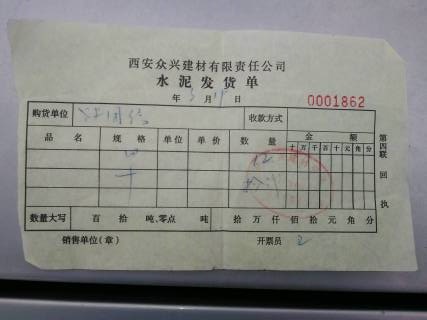 西安众兴建材有限责任公司
水泥发货单
年 3 月 日
0001862
购货单位 收款方式
品名 规格 单位 单价 数量 金额
十万千百十元角分
12
数量大写 百 拾 吨、零点 吨 拾 万 仟 佰 拾 元 角 分
销售单位(章) 开票员
第四联 回执